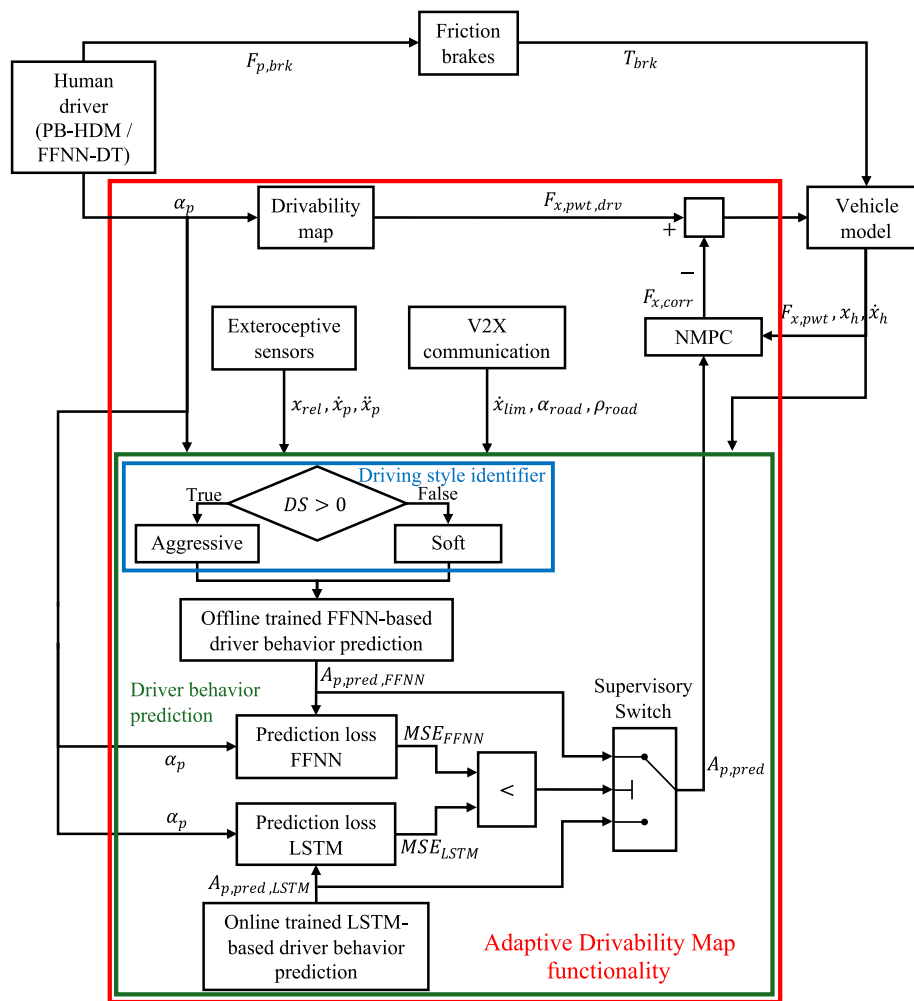 Friction
brakes
F_{p,brk}
T_{brk}
Human
driver
(PB-HDM /
FFNN-DT)
α_p
Drivability
map
F_{x,pwt,drv}
+
−
Vehicle
model
F_{x,corr}
NMPC
F_{x,pwt}, x_h, ẋ_h
Exteroceptive
sensors
V2X
communication
x_{rel}, ẋ_p, ẍ_p
ẋ_{lim}, α_{road}, ρ_{road}
Driving style identifier
True
DS > 0
False
Aggressive
Soft
Offline trained FFNN-based
driver behavior prediction
A_{p,pred,FFNN}
Driver behavior
prediction
Supervisory
Switch
Prediction loss
FFNN
MSE_{FFNN}
α_p
<
A_{p,pred}
α_p
Prediction loss
LSTM
MSE_{LSTM}
A_{p,pred,LSTM}
Online trained LSTM-
based driver behavior
prediction
Adaptive Drivability Map
functionality